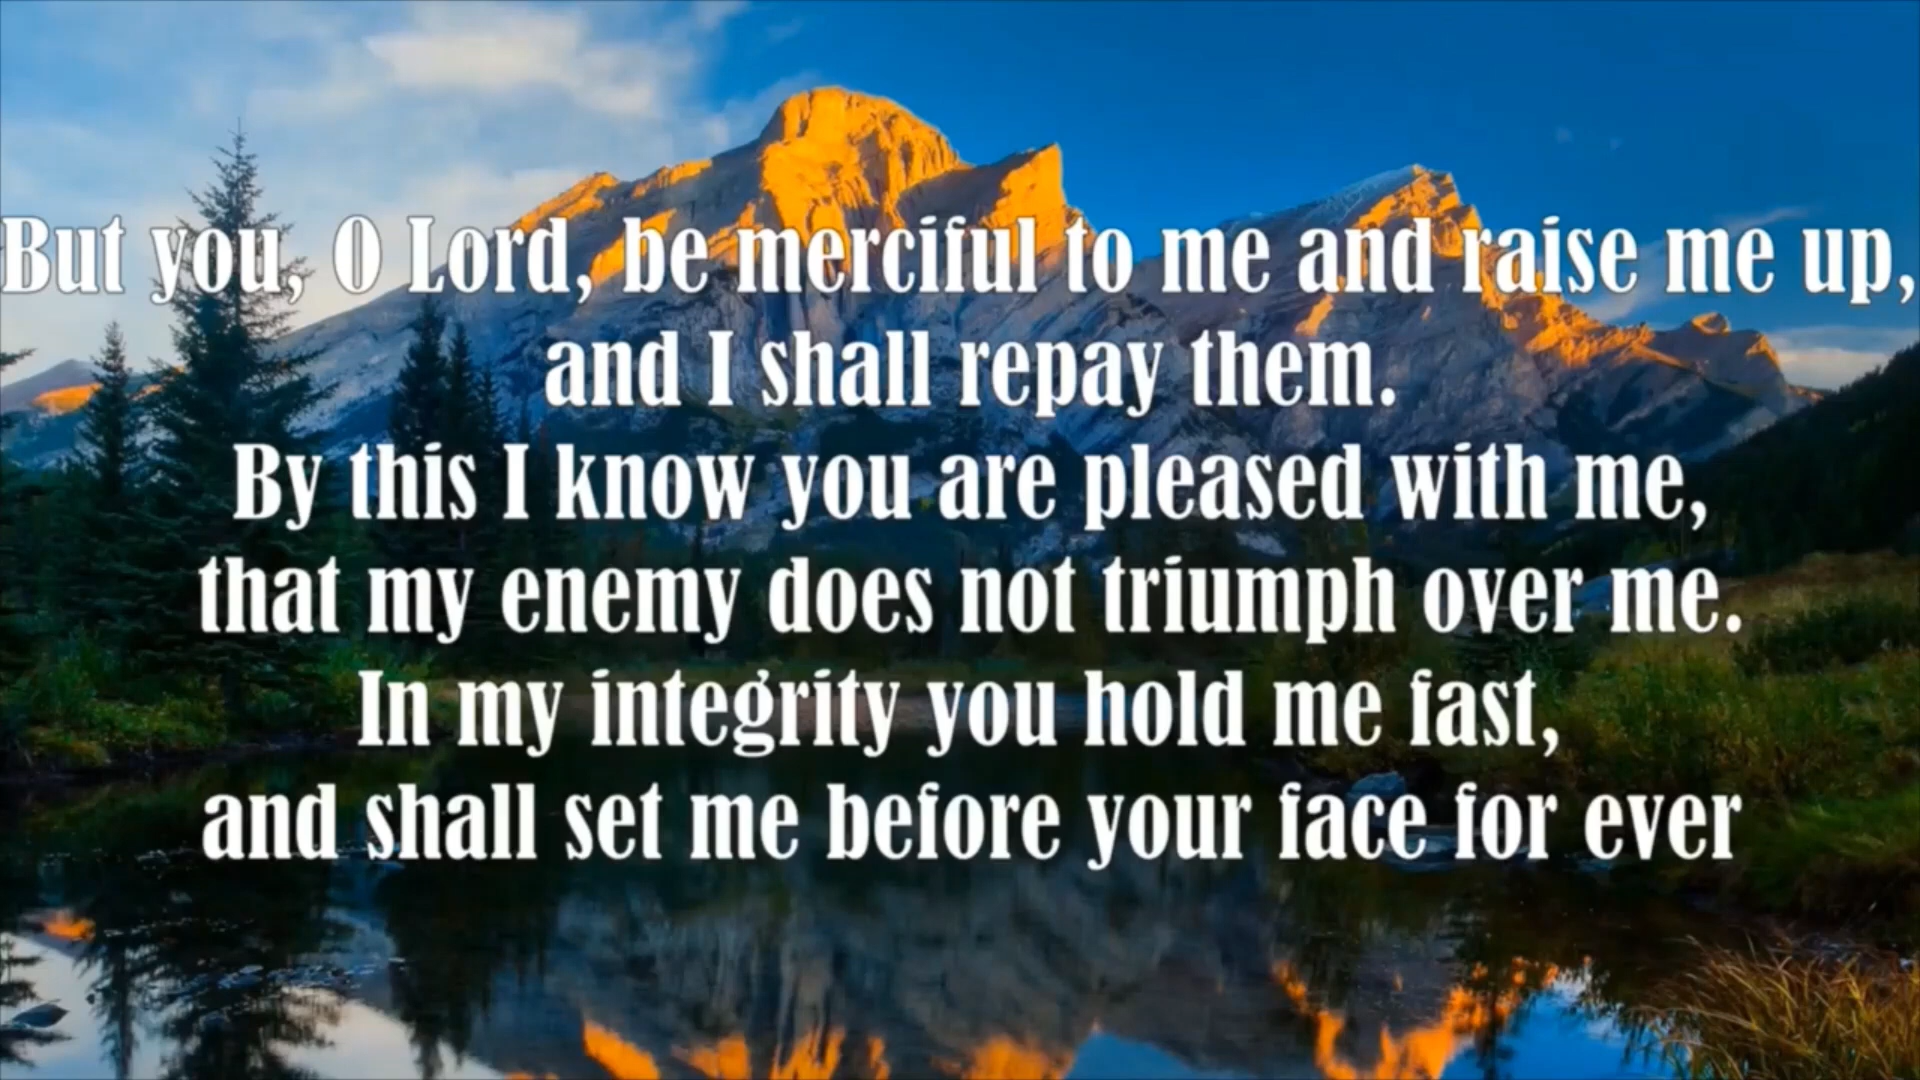 But you, O Lord, be merciful to me and raise me up,
and I shall repay them.
By this I know you are pleased with me,
that my enemy does not triumph over me.
In my integrity you hold me fast,
and shall set me before your face for ever